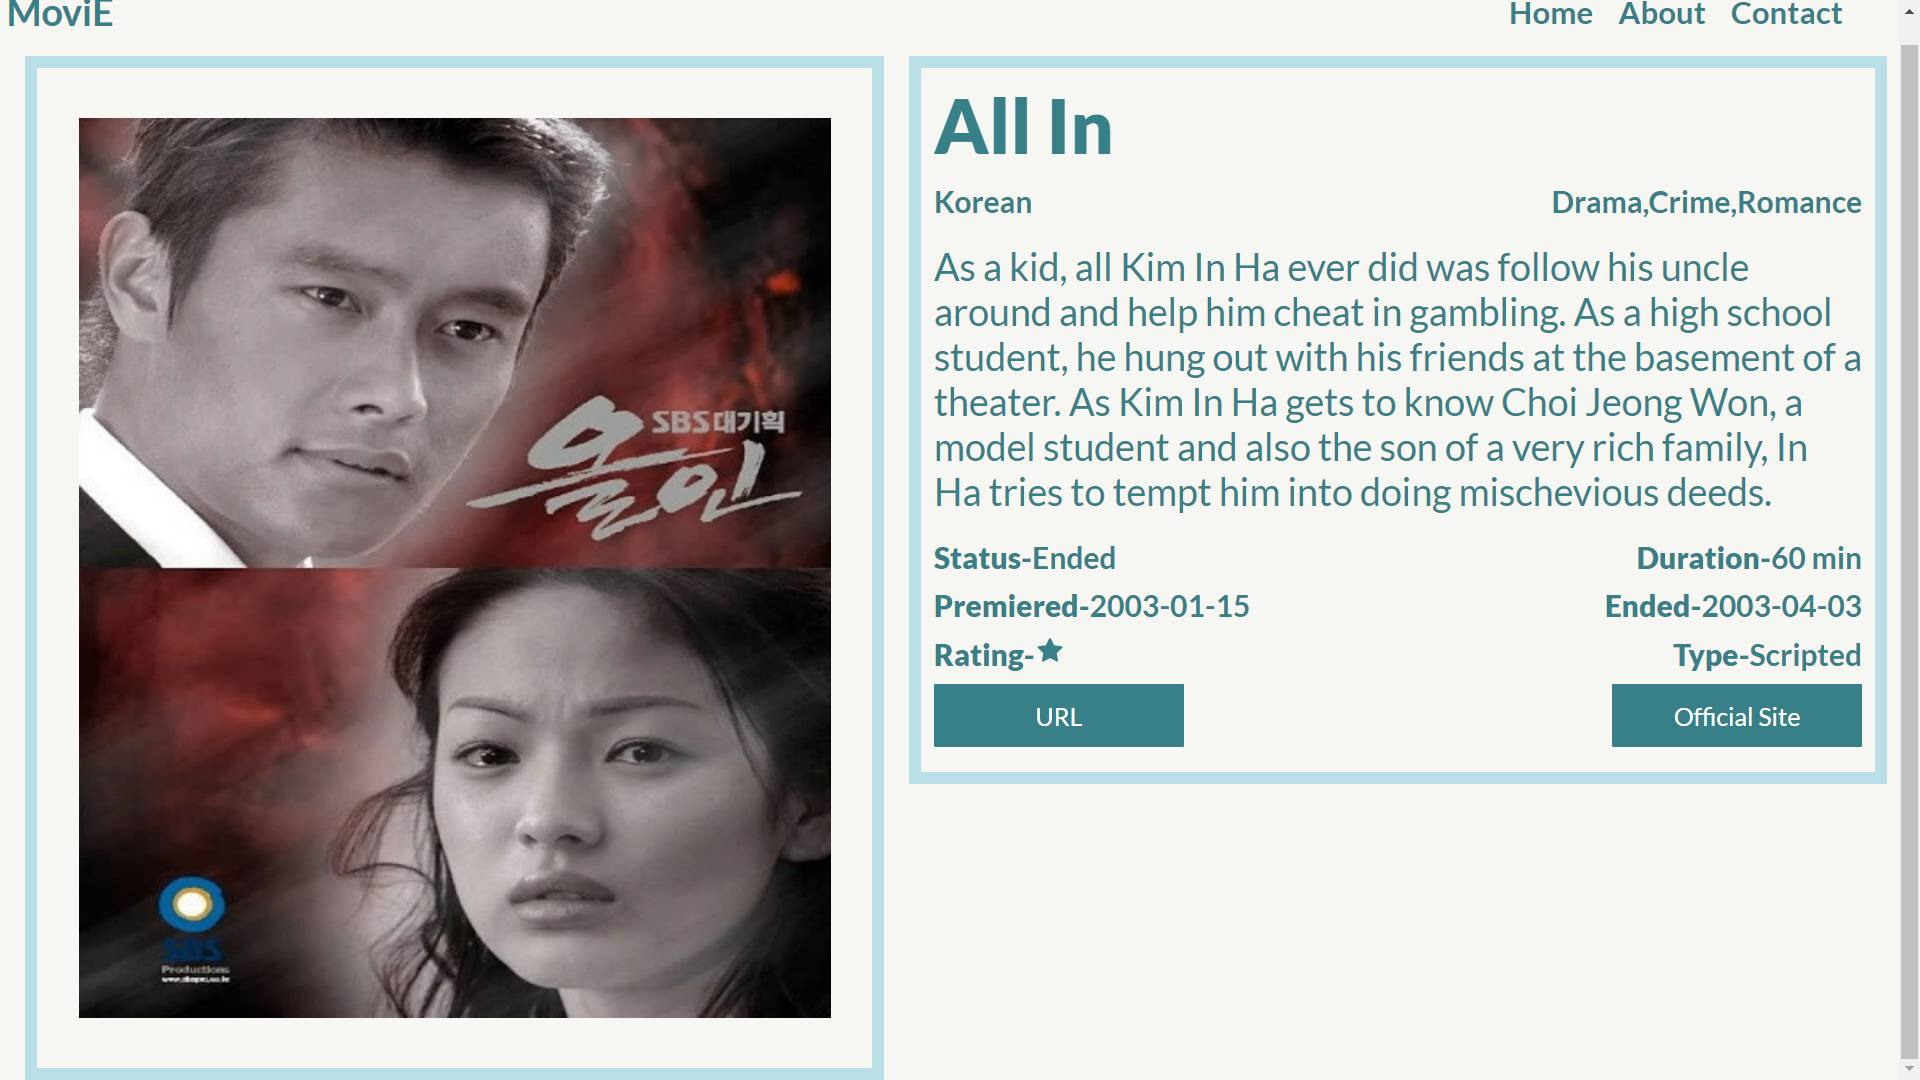 MoviE
Home About Contact
SBS대기획
올인
SBS
Productions
All In
Korean
Drama,Crime,Romance
As a kid, all Kim In Ha ever did was follow his uncle
around and help him cheat in gambling. As a high school
student, he hung out with his friends at the basement of a
theater. As Kim In Ha gets to know Choi Jeong Won, a
model student and also the son of a very rich family, In
Ha tries to tempt him into doing mischevious deeds.
Status-Ended
Duration-60 min
Premiered-2003-01-15
Ended-2003-04-03
Rating-
Type-Scripted
URL
Official Site